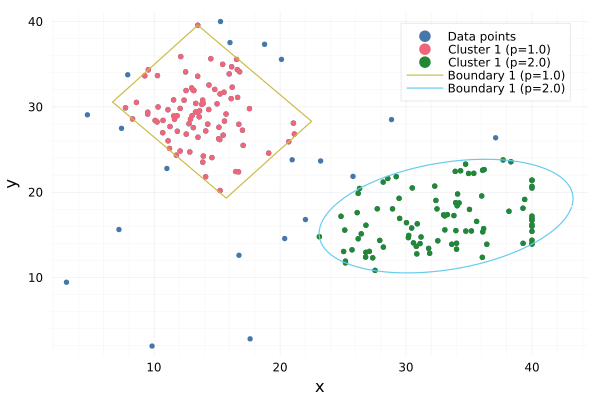 40
30
20
10
y
10
20
30
40
x
Data points
Cluster 1 (p=1.0)
Cluster 1 (p=2.0)
Boundary 1 (p=1.0)
Boundary 1 (p=2.0)